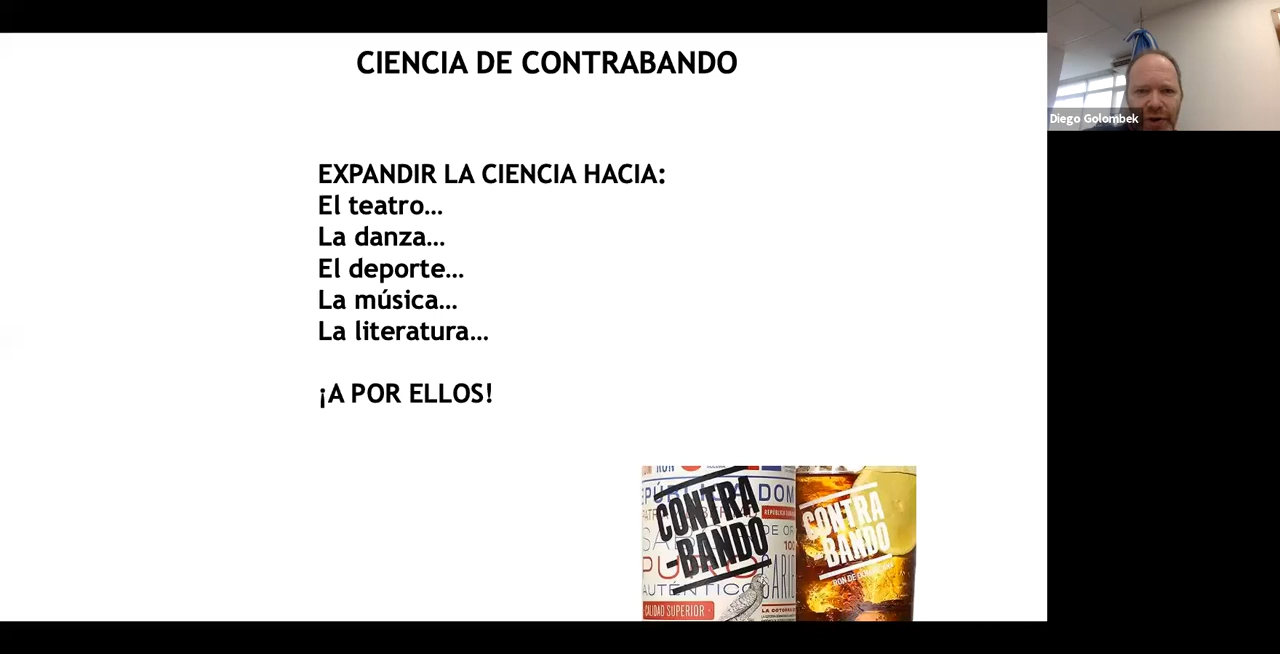 CIENCIA DE CONTRABANDO
Diego Golombek
EXPANDIR LA CIENCIA HACIA:
El teatro...
La danza...
El deporte...
La música...
La literatura...
¡A POR ELLOS!
CONTRA
-BANDO
AUTÉNTICO
CALIDAD SUPERIOR
CONTRA
-BANDO